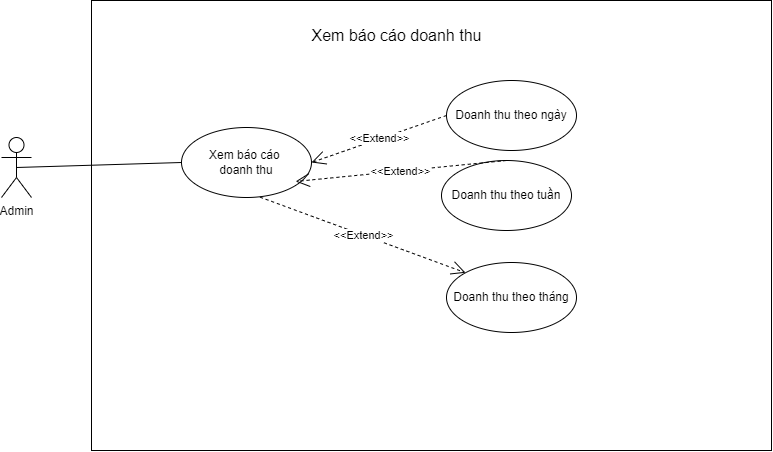 Xem báo cáo doanh thu
Doanh thu theo ngày
<<Extend>>
Xem báo cáo
doanh thu
<<Extend>>
Doanh thu theo tuần
Admin
<<Extend>>
Doanh thu theo tháng